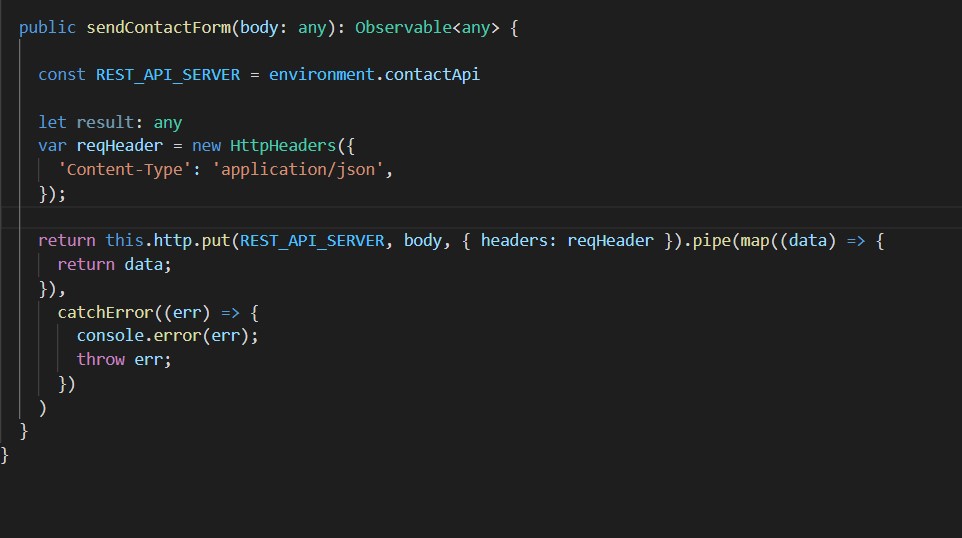 public sendContactForm(body: any): Observable<any> {
const REST_API_SERVER = environment.contactApi
let result: any
var reqHeader = new HttpHeaders({
'Content-Type': 'application/json',
});
return this.http.put(REST_API_SERVER, body, { headers: reqHeader }).pipe(map((data) => {
return data;
}),
catchError((err) => {
console.error(err);
throw err;
})
)
}
}